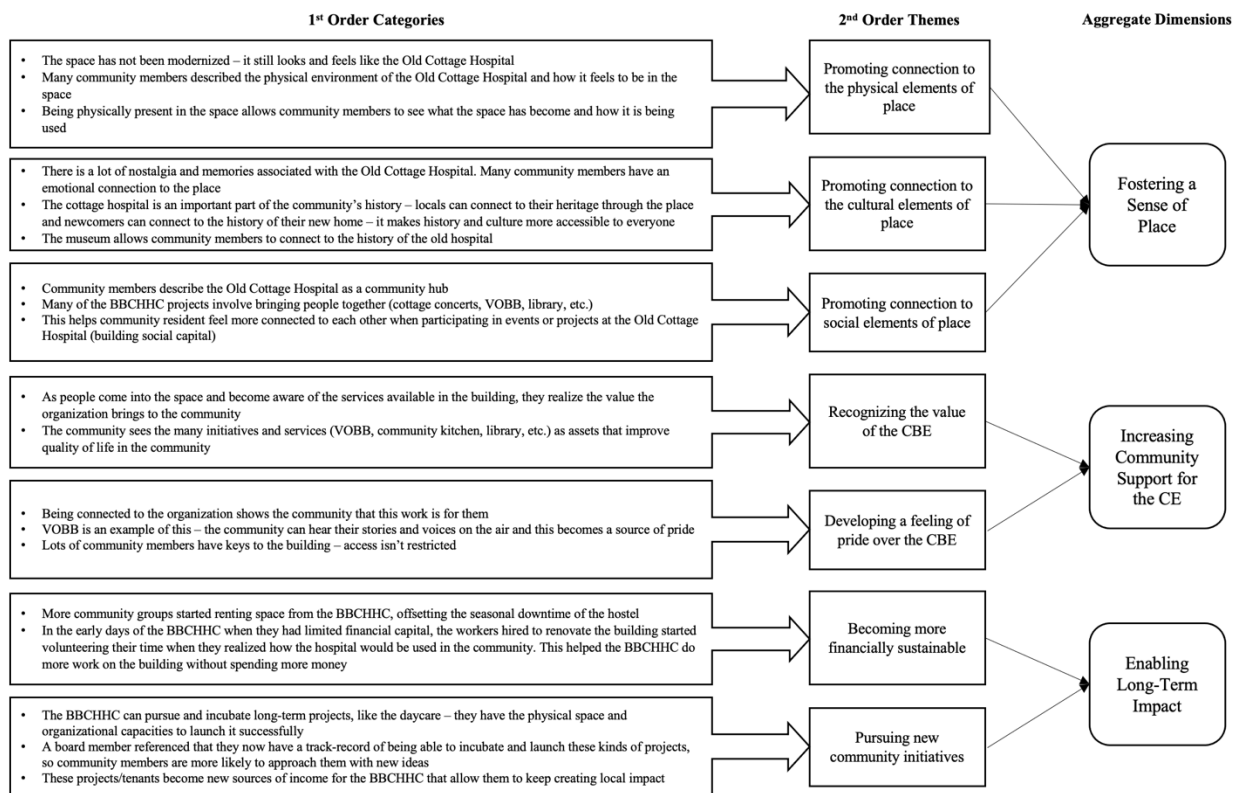 1st Order Categories
2nd Order Themes
Aggregate Dimensions
• The space has not been modernized – it still looks and feels like the Old Cottage Hospital
• Many community members described the physical environment of the Old Cottage Hospital and how it feels to be in the
space
• Being physically present in the space allows community members to see what the space has become and how it is being
used
Promoting connection to
the physical elements of
place
• There is a lot of nostalgia and memories associated with the Old Cottage Hospital. Many community members have an
emotional connection to the place
• The cottage hospital is an important part of the community's history – locals can connect to their heritage through the place
and newcomers can connect to the history of their new home – it makes history and culture more accessible to everyone
• The museum allows community members to connect to the history of the old hospital
Promoting connection to
the cultural elements of
place
• Community members describe the Old Cottage Hospital as a community hub
• Many of the BBCHHC projects involve bringing people together (cottage concerts, VOBB, library, etc.)
• This helps community resident feel more connected to each other when participating in events or projects at the Old Cottage
Hospital (building social capital)
Promoting connection to
social elements of place
Fostering a
Sense of
Place
• As people come into the space and become aware of the services available in the building, they realize the value the
organization brings to the community
• The community sees the many initiatives and services (VOBB, community kitchen, library, etc.) as assets that improve
quality of life in the community
Recognizing the value
of the CBE
• Being connected to the organization shows the community that this work is for them
• VOBB is an example of this – the community can hear their stories and voices on the air and this becomes a source of pride
• Lots of community members have keys to the building – access isn't restricted
Developing a feeling of
pride over the CBE
Increasing
Community
Support for
the CE
• More community groups started renting space from the BBCHHC, offsetting the seasonal downtime of the hostel
• In the early days of the BBCHHC when they had limited financial capital, the workers hired to renovate the building started
volunteering their time when they realized how the hospital would be used in the community. This helped the BBCHHC do
more work on the building without spending more money
Becoming more
financially sustainable
• The BBCHHC can pursue and incubate long-term projects, like the daycare – they have the physical space and
organizational capacities to launch it successfully
• A board member referenced that they now have a track-record of being able to incubate and launch these kinds of projects,
so community members are more likely to approach them with new ideas
• These projects/tenants become new sources of income for the BBCHHC that allow them to keep creating local impact
Pursuing new
community initiatives
Enabling
Long-Term
Impact